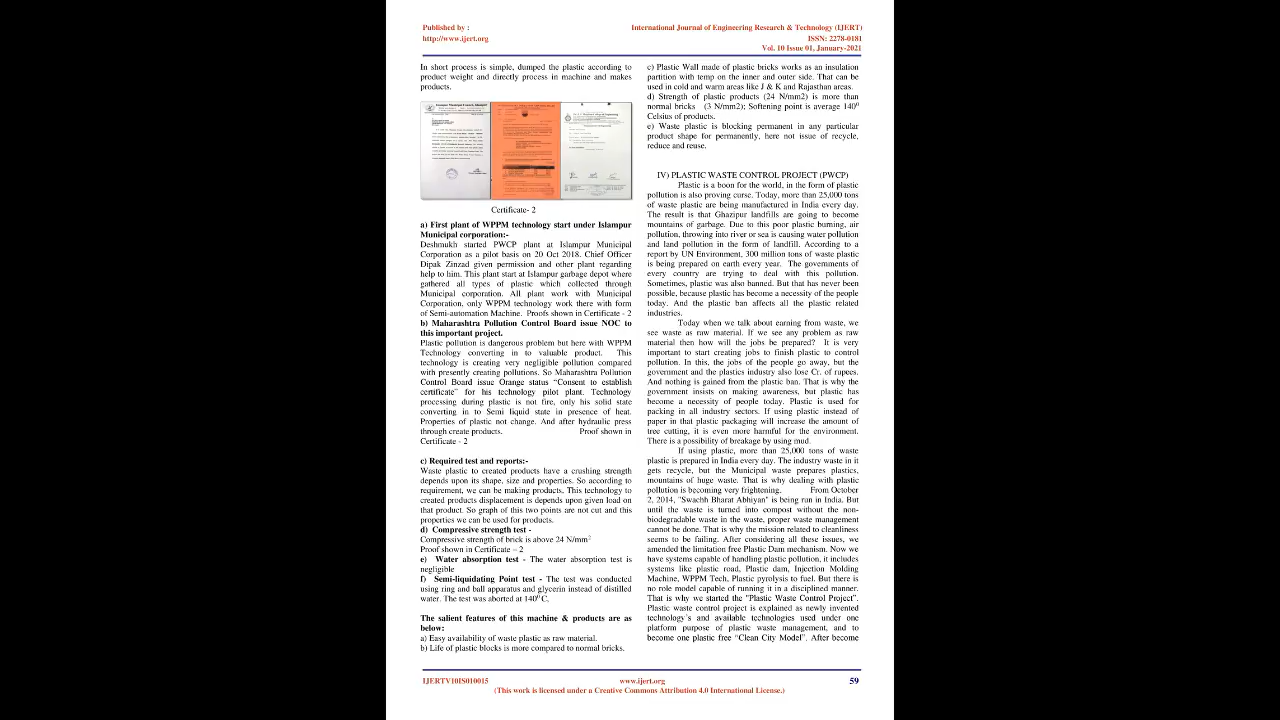 Published by :
http://www.ijert.org
International Journal of Engineering Research & Technology (IJERT)
ISSN: 2278-0181
Vol. 10 Issue 01, January-2021
In short process is simple, dumped the plastic according to
product weight and directly process in machine and makes
products.
Certificate- 2
a) First plant of WPPM technology start under Islampur
Municipal corporation:-
Deshmukh started PWCP plant at Islampur Municipal
Corporation as a pilot basis on 20 Oct 2018. Chief Officer
Dipak Zinzad given permission and other plant regarding
help to him. This plant start at Islampur garbage depot where
gathered all types of plastic which collected through
Municipal corporation. All plant work with Municipal
Corporation, only WPPM technology work there with form
of Semi-automation Machine. Proofs shown in Certificate - 2
b) Maharashtra Pollution Control Board issue NOC to
this important project.
Plastic pollution is dangerous problem but here with WPPM
Technology converting in to valuable product. This
technology is creating very negligible pollution compared
with presently creating pollutions. So Maharashtra Pollution
Control Board issue Orange status “Consent to establish
certificate” for his technology pilot plant. Technology
processing during plastic is not fire, only his solid state
converting in to Semi liquid state in presence of heat.
Properties of plastic not change. And after hydraulic press
through create products. Proof shown in
Certificate - 2
c) Required test and reports:-
Waste plastic to created products have a crushing strength
depends upon its shape, size and properties. So according to
requirement, we can be making products, This technology to
created products displacement is depends upon given load on
that product. So graph of this two points are not cut and this
properties we can be used for products.
d) Compressive strength test -
Compressive strength of brick is above 24 N/mm2
Proof shown in Certificate – 2
e) Water absorption test - The water absorption test is
negligible
f) Semi-liquidating Point test - The test was conducted
using ring and ball apparatus and glycerin instead of distilled
water. The test was aborted at 140⁰ C.
The salient features of this machine & products are as
below:
a) Easy availability of waste plastic as raw material.
b) Life of plastic blocks is more compared to normal bricks.
c) Plastic Wall made of plastic bricks works as an insulation
partition with temp on the inner and outer side. That can be
used in cold and warm areas like J & K and Rajasthan areas.
d) Strength of plastic products (24 N/mm2) is more than
normal bricks (3 N/mm2); Softening point is average 140⁰
Celsius of products.
e) Waste plastic is blocking permanent in any particular
product shape for permanently, here not issue of recycle,
reduce and reuse.
IV) PLASTIC WASTE CONTROL PROJECT (PWCP)
Plastic is a boon for the world, in the form of plastic
pollution is also proving curse. Today, more than 25,000 tons
of waste plastic are being manufactured in India every day.
The result is that Ghazipur landfills are going to become
mountains of garbage. Due to this poor plastic burning, air
pollution, throwing into river or sea is causing water pollution
and land pollution in the form of landfill. According to a
report by UN Environment, 300 million tons of waste plastic
is being prepared on earth every year. The governments of
every country are trying to deal with this pollution.
Sometimes, plastic was also banned. But that has never been
possible, because plastic has become a necessity of the people
today. And the plastic ban affects all the plastic related
industries.
Today when we talk about earning from waste, we
see waste as raw material. If we see any problem as raw
material then how will the jobs be prepared? It is very
important to start creating jobs to finish plastic to control
pollution. In this, the jobs of the people go away, but the
government and the plastics industry also lose Cr. of rupees.
And nothing is gained from the plastic ban. That is why the
government insists on making awareness, but plastic has
become a necessity of people today. Plastic is used for
packing in all industry sectors. If using plastic instead of
paper in that plastic packaging will increase the amount of
tree cutting, it is even more harmful for the environment.
There is a possibility of breakage by using mud.
If using plastic, more than 25,000 tons of waste
plastic is prepared in India every day. The industry waste in it
gets recycle, but the Municipal waste prepares plastics,
mountains of huge waste. That is why dealing with plastic
pollution is becoming very frightening. From October
2, 2014, "Swachh Bharat Abhiyan" is being run in India. But
until the waste is turned into compost without the non-
biodegradable waste in the waste, proper waste management
cannot be done. That is why the mission related to cleanliness
seems to be failing. After considering all these issues, we
amended the limitation free Plastic Dam mechanism. Now we
have systems capable of handling plastic pollution, it includes
systems like plastic road, Plastic dam, Injection Molding
Machine, WPPM Tech, Plastic pyrolysis to fuel. But there is
no role model capable of running it in a disciplined manner.
That is why we started the "Plastic Waste Control Project".
Plastic waste control project is explained as newly invented
technology`s and available technologies used under one
platform purpose of plastic waste management, and to
become one plastic free “Clean City Model”. After become
IJERTV10IS010015
www.ijert.org
59
(This work is licensed under a Creative Commons Attribution 4.0 International License.)